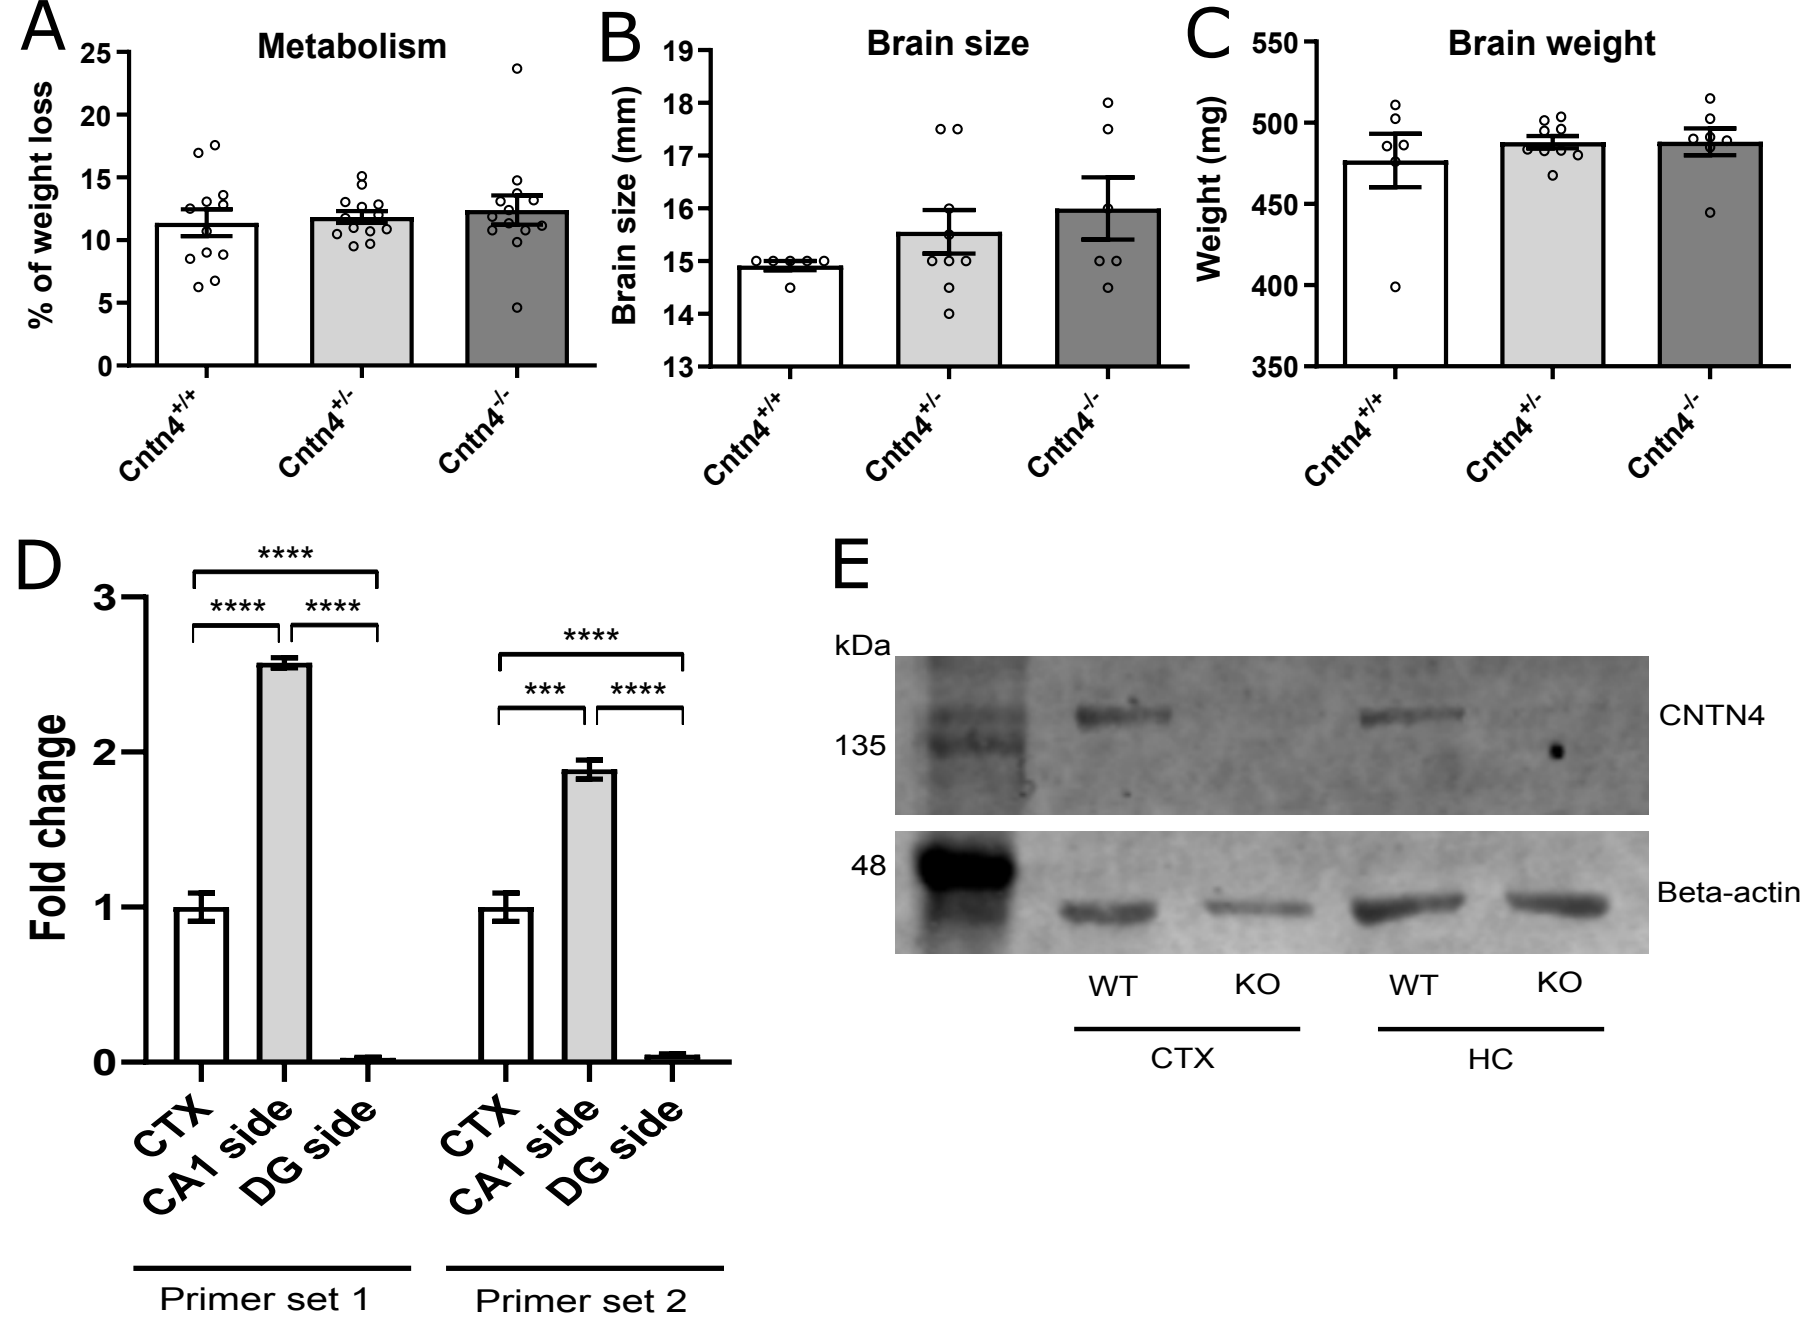 A
Metabolism
% of weight loss
25
20
15
10
5
0
Cntn4+/+
Cntn4+/-
Cntn4-/-
B
Brain size
Brain size (mm)
19
18
17
16
15
14
13
Cntn4+/+
Cntn4+/-
Cntn4-/-
C
Brain weight
Weight (mg)
550
500
450
400
350
Cntn4+/+
Cntn4+/-
Cntn4-/-
D
Fold change
3
2
1
0
****
**** ****
****
*** ****
CTX
CA1 side
DG side
CTX
CA1 side
DG side
Primer set 1
Primer set 2
E
kDa
135
CNTN4
48
Beta-actin
WT KO WT KO
CTX HC